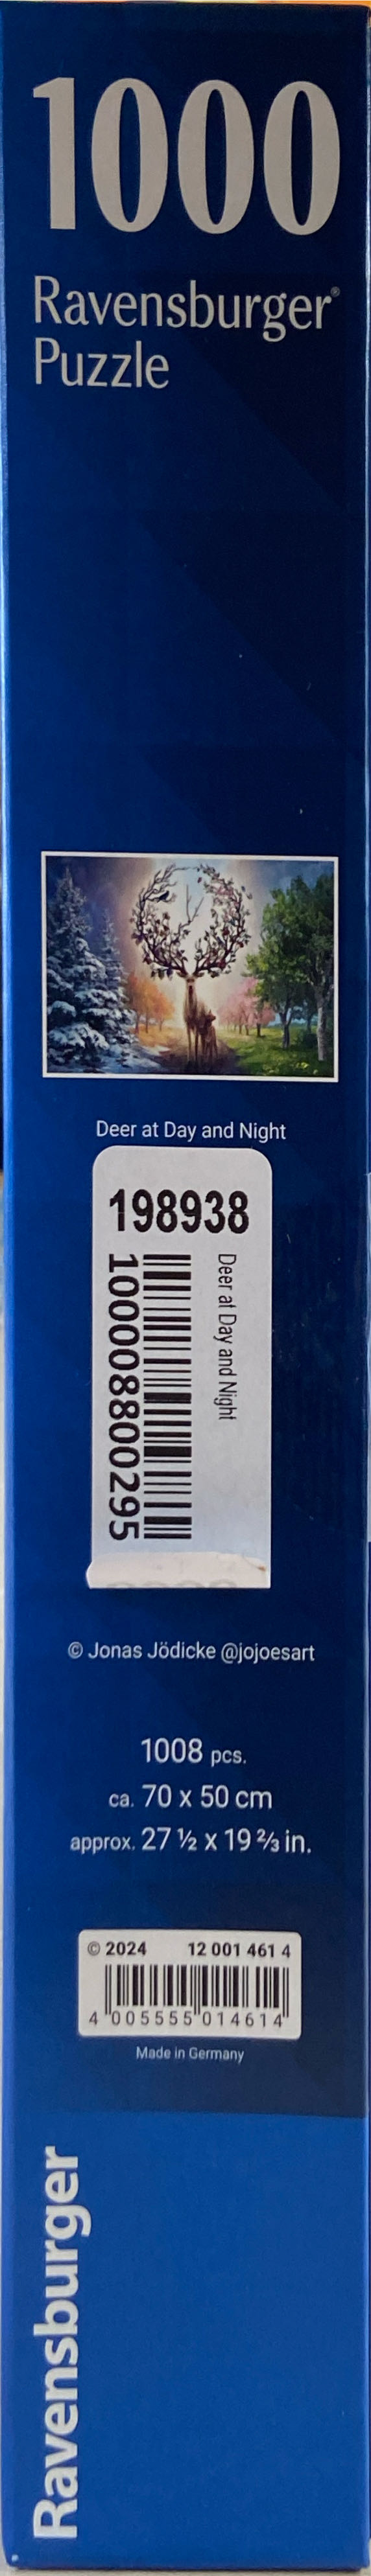 1000
Ravensburger®
Puzzle
Deer at Day and Night
198938
Deer at Day and Night
100008800295
© Jonas Jödicke @jojoesart
1008 pcs.
ca. 70 x 50 cm
approx. 27 ½ x 19 ⅔ in.
© 2024 12 001 461 4
4 005555 014614
Made in Germany
Ravensburger